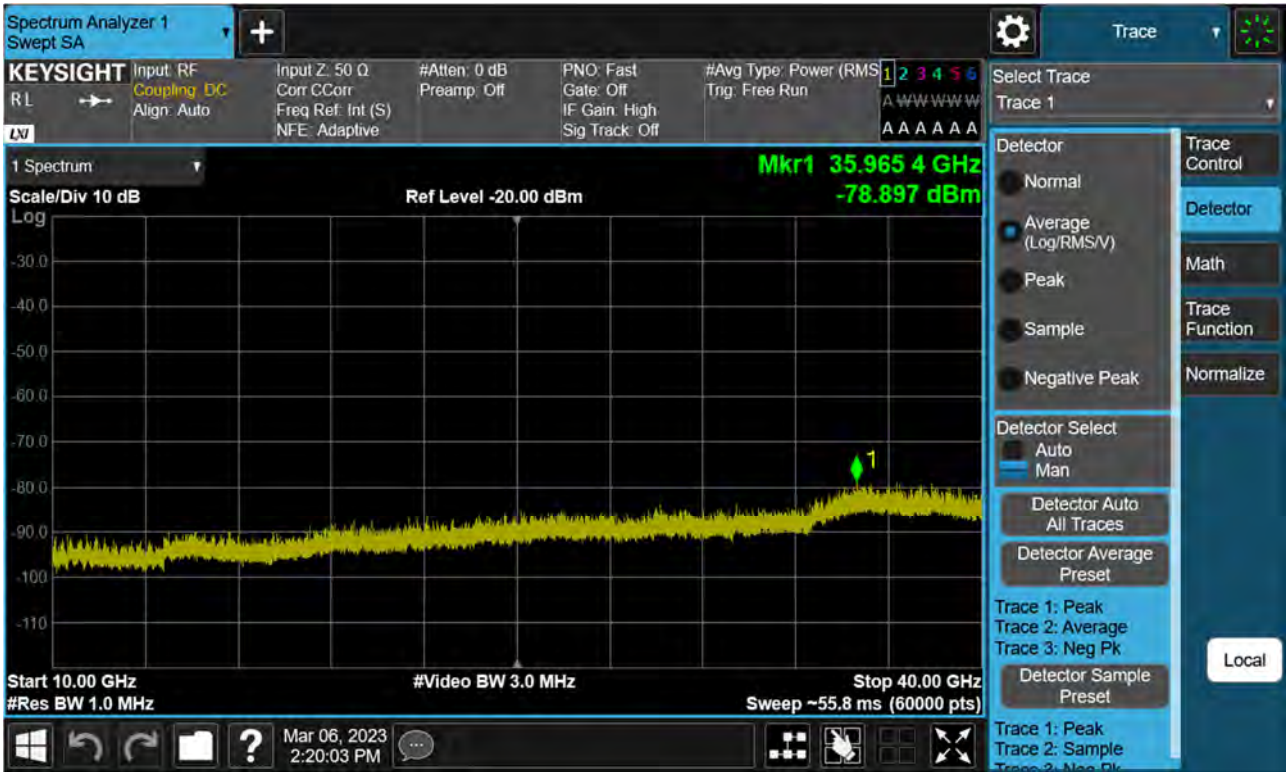 Spectrum Analyzer 1
Swept SA
+
Trace
KEYSIGHT
RL
LXI
Input: RF
Coupling: DC
Align: Auto
Input Z: 50 Ω
Corr CCorr
Freq Ref: Int (S)
NFE: Adaptive
#Atten: 0 dB
Preamp: Off
PNO: Fast
Gate: Off
IF Gain: High
Sig Track: Off
#Avg Type: Power (RMS
Trig: Free Run
1 2 3 4 5 6
A W W W W W
A A A A A A
Select Trace
Trace 1
1 Spectrum
Scale/Div 10 dB
Ref Level -20.00 dBm
Mkr1 35.965 4 GHz
-78.897 dBm
Log
-30.0
-40.0
-50.0
-60.0
-70.0
-80.0
-90.0
-100
-110
1
Start 10.00 GHz
#Res BW 1.0 MHz
#Video BW 3.0 MHz
Stop 40.00 GHz
Sweep ~55.8 ms (60000 pts)
Detector
Normal
Average
(Log/RMS/V)
Peak
Sample
Negative Peak
Detector Select
Auto
Man
Detector Auto
All Traces
Detector Average
Preset
Trace 1: Peak
Trace 2: Average
Trace 3: Neg Pk
Detector Sample
Preset
Trace 1: Peak
Trace 2: Sample
Trace 3: Neg Pk
Trace
Control
Detector
Math
Trace
Function
Normalize
Local
?
Mar 06, 2023
2:20:03 PM